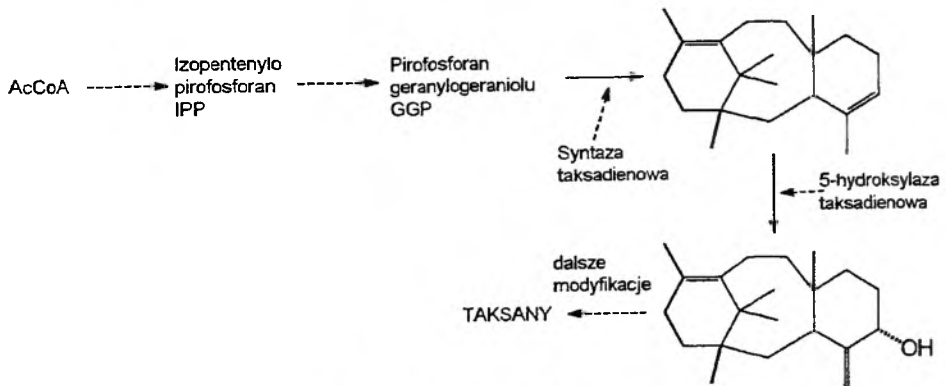 AcCoA
Izopentenylo
pirofosforan
IPP
Pirofosforan
geranylogeraniolu
GGP
Syntaza
taksadienowa
5-hydroksylaza
taksadienowa
OH
dalsze
modyfikacje
TAKSANY